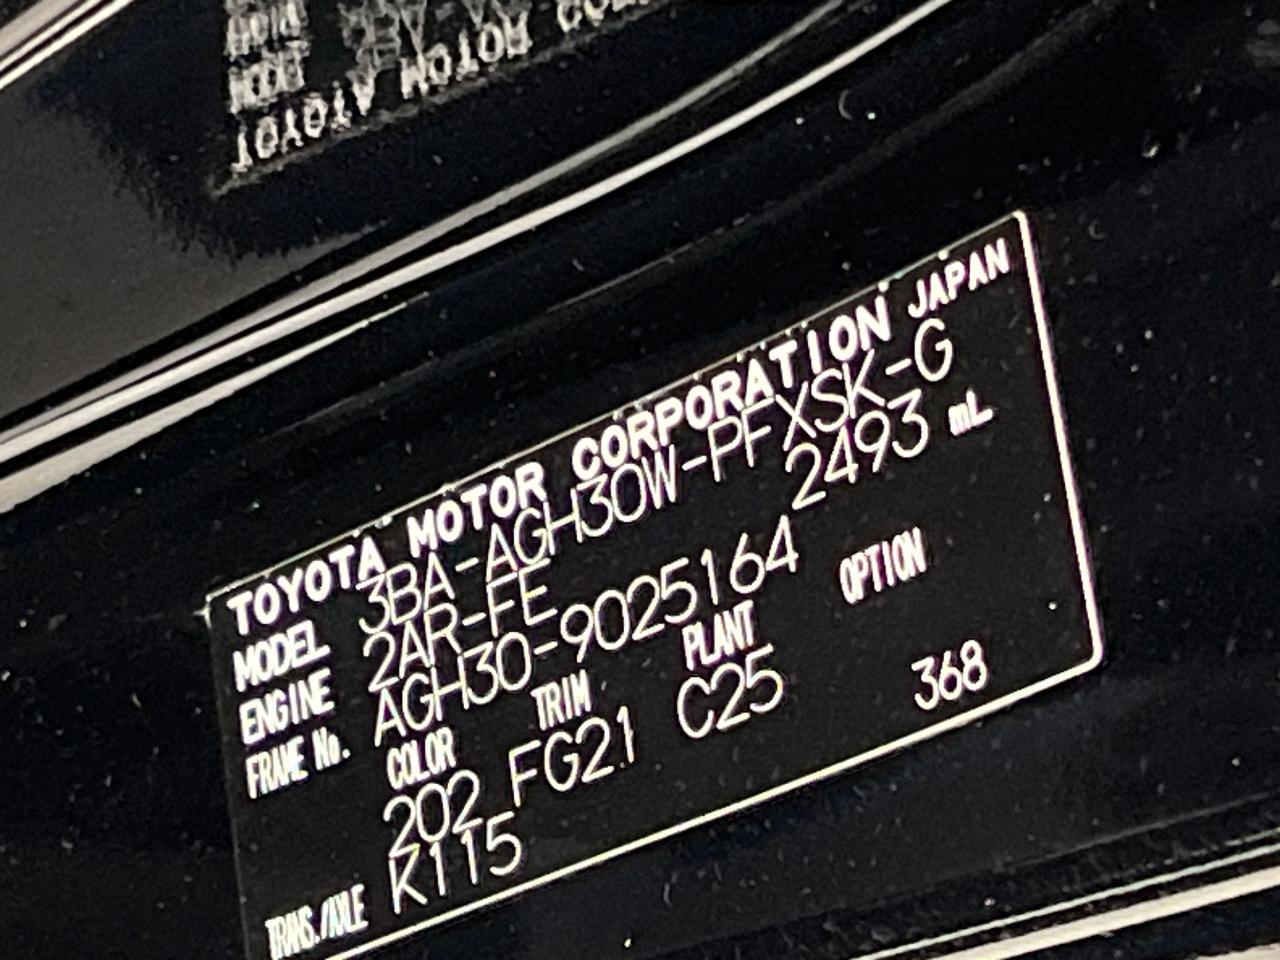 TOYOTA MOTOR CORPORATION JAPAN
MODEL 3BA-AGH30W-PFXSK-G
ENGINE 2AR-FE 2493 mL
FRAME No. AGH30-9025164
COLOR TRIM PLANT OPTION
202 FG21 C25 368
TRANS./AXLE K115